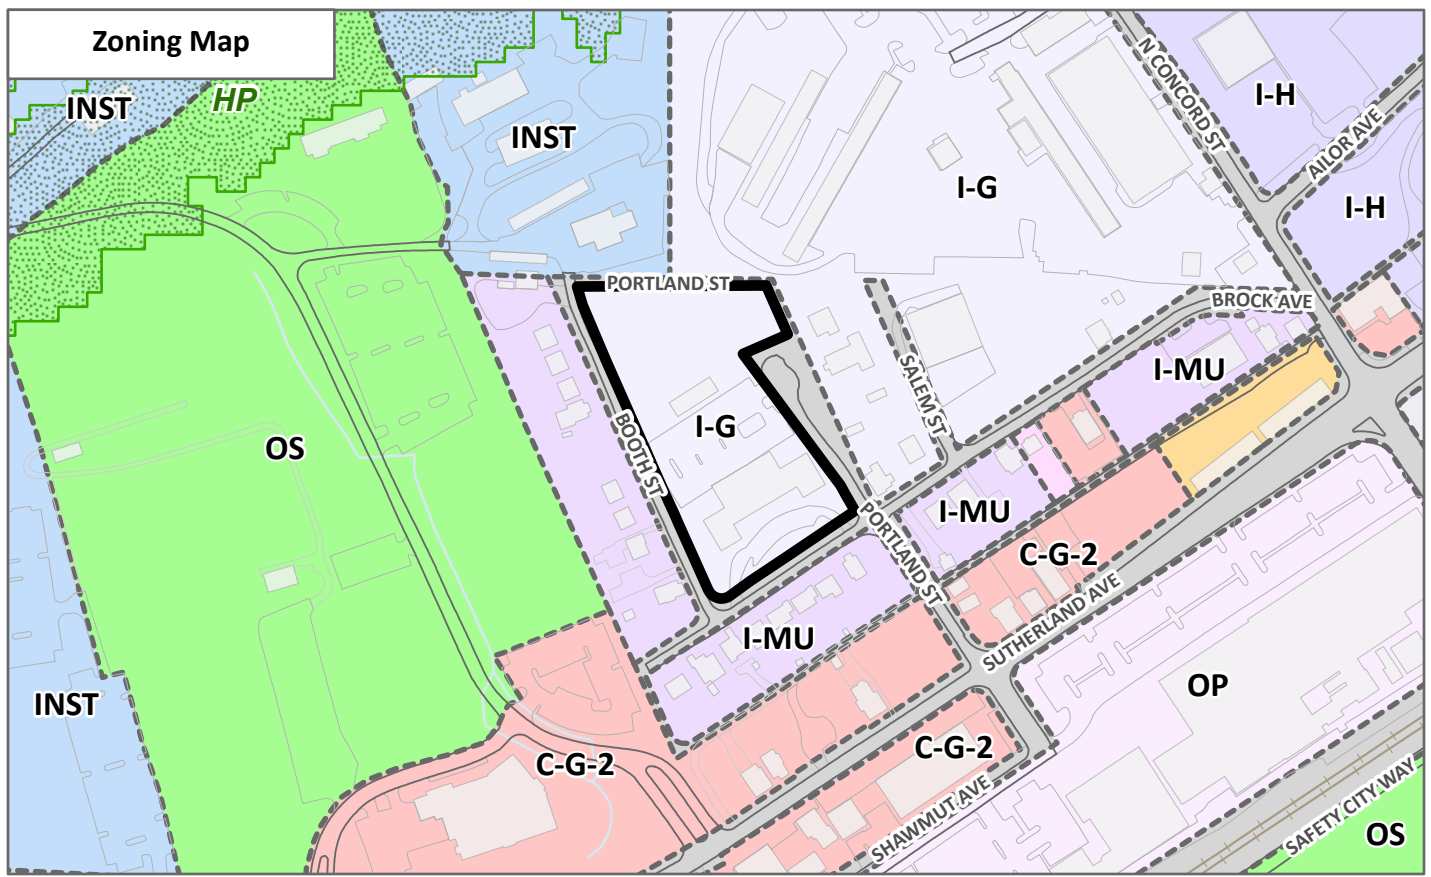 Zoning Map
INST
HP
INST
I-G
N CONCORD ST
I-H
AILOR AVE
I-H
PORTLAND ST
BROCK AVE
SALEM ST
I-MU
OS
BOOTH ST
I-G
PORTLAND ST
I-MU
C-G-2
I-MU
SUTHERLAND AVE
INST
OP
C-G-2
C-G-2
SHAWMUT AVE
SAFETY CITY WAY
OS